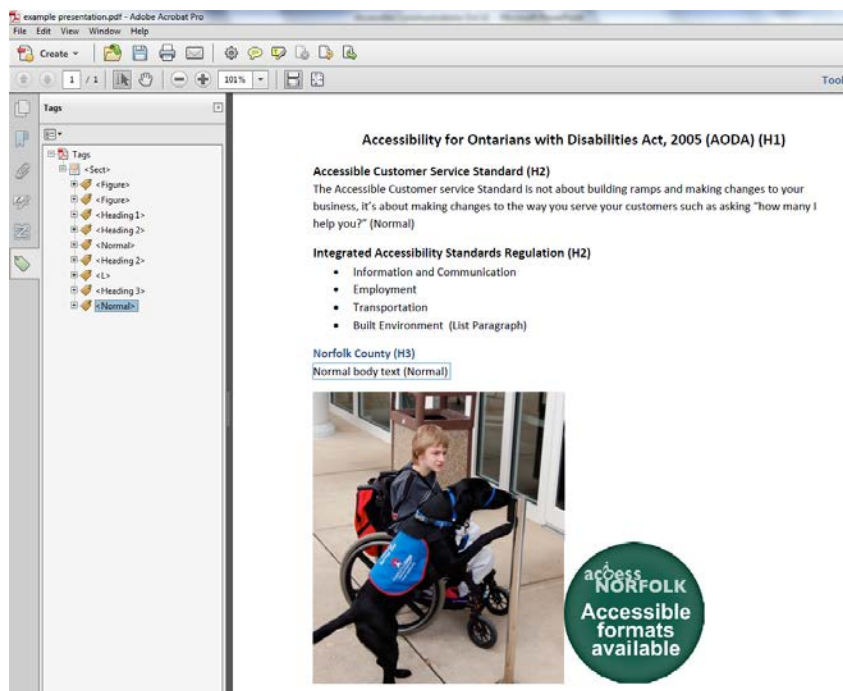 example presentation.pdf - Adobe Acrobat Pro
File Edit View Window Help
Create
1 / 1
101%
Tool
Tags
Tags
<Sect>
<Figure>
<Figure>
<Heading 1>
<Heading 2>
<Normal>
<Heading 2>
<L>
<Heading 3>
<Normal>
Accessibility for Ontarians with Disabilities Act, 2005 (AODA) (H1)
Accessible Customer Service Standard (H2)
The Accessible Customer service Standard is not about building ramps and making changes to your
business, it's about making changes to the way you serve your customers such as asking "how many I
help you?" (Normal)
Integrated Accessibility Standards Regulation (H2)
• Information and Communication
• Employment
• Transportation
• Built Environment (List Paragraph)
Norfolk County (H3)
Normal body text (Normal)
access
NORFOLK
Accessible
formats
available